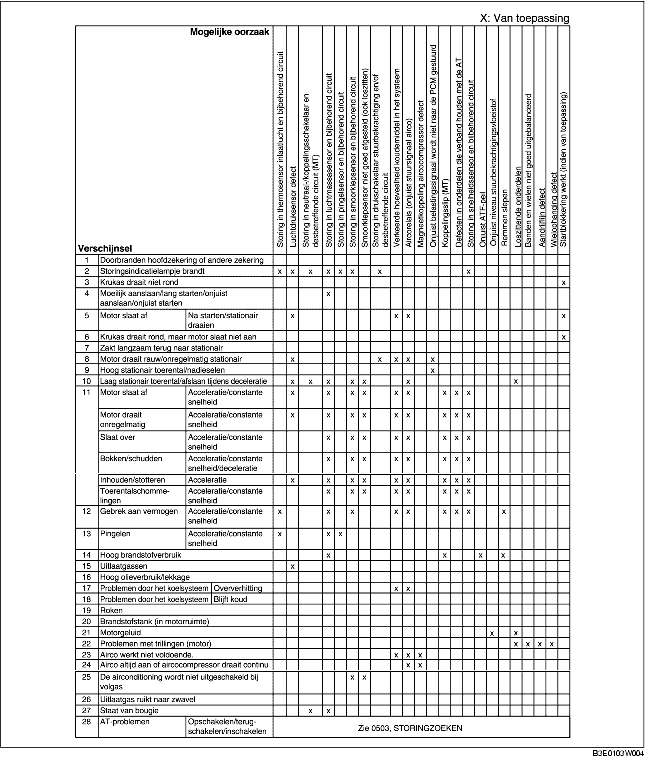 X: Van toepassing
Mogelijke oorzaak
Verschijnsel
Storing in thermosensor inlaatlucht en bijbehorend circuit
Luchtdruksensor defect
Storing in neutraal-/koppelingsschakelaar en
desbetreffende circuit (MT)
Storing in luchtmassasensor en bijbehorend circuit
Storing in pingelsensor en bijbehorend circuit
Storing in smoorklepsensor en bijbehorend circuit
Smoorklepsensor niet goed afgesteld (ook loszitten)
Storing in drukschakelaar stuurbekrachtiging en/of
desbetreffende circuit
Verkeerde hoeveelheid koudemiddel in het systeem
Aircorelais (onjuist stuursignaal airco)
Magneetkoppeling aircocompressor defect
Onjuist belastingssignaal wordt niet naar de PCM gestuurd
Koppelingsslip (MT)
Defecten in onderdelen die verband houden met de AT
Storing in snelheidssensor en bijbehorend circuit
Onjuist ATF-peil
Onjuist niveau stuurbekrachtigingsvloeistof
Remmen slepen
Loszittende onderdelen
Banden en wielen niet goed uitgebalanceerd
Aandrijflijn defect
Wielophanging defect
Startblokkering werkt (indien van toepassing)
1 Doorbranden hoofdzekering of andere zekering
2 Storingsindicatielampje brandt x x x x x x x x
3 Krukas draait niet rond x
4 Moeilijk aanslaan/lang starten/onjuist
aanslaan/onjuist starten x
5 Motor slaat af Na starten/stationair
draaien x x x x
6 Krukas draait rond, maar motor slaat niet aan x
7 Zakt langzaam terug naar stationair
8 Motor draait rauw/onregelmatig stationair x x x x x
9 Hoog stationair toerental/nadieselen x
10 Laag stationair toerental/afslaan tijdens deceleratie x x x x x x x
11 Motor slaat af Acceleratie/constante
snelheid x x x x x x x x x
Motor draait
onregelmatig Acceleratie/constante
snelheid x x x x x x x x x
Slaat over Acceleratie/constante
snelheid x x x x x x x x
Bokken/schudden Acceleratie/constante
snelheid/deceleratie x x x x x x x x
Inhouden/stotteren Acceleratie x x x x x x x x x
Toerentalschomme-
lingen Acceleratie/constante
snelheid x x x x x x x x
12 Gebrek aan vermogen Acceleratie/constante
snelheid x x x x x x x x x
13 Pingelen Acceleratie/constante
snelheid x x x
14 Hoog brandstofverbruik x x x x
15 Uitlaatgassen x
16 Hoog olieverbruik/lekkage
17 Problemen door het koelsysteem Oververhitting x x
18 Problemen door het koelsysteem Blijft koud
19 Roken
20 Brandstofstank (in motorruimte)
21 Motorgeluid x x
22 Problemen met trillingen (motor) x x x x
23 Airco werkt niet voldoende. x x x
24 Airco altijd aan of aircocompressor draait continu x x
25 De airconditioning wordt niet uitgeschakeld bij
volgas x x
26 Uitlaatgas ruikt naar zwavel
27 Staat van bougie x x
28 AT-problemen Opschakelen/terug-
schakelen/inschakelen Zie 0503, STORINGZOEKEN
B3E0103W004